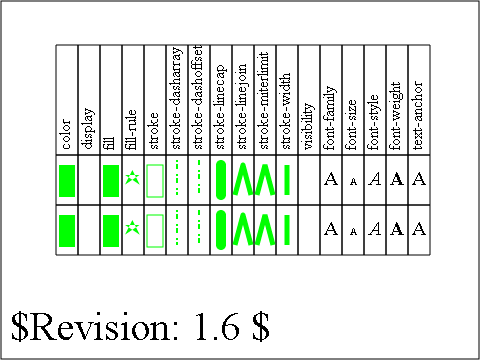 color
display
fill
fill-rule
stroke
stroke-dasharray
stroke-dashoffset
stroke-linecap
stroke-linejoin
stroke-miterlimit
stroke-width
visibility
font-family
font-size
font-style
font-weight
text-anchor
A A A A A
A A A A A
$Revision: 1.6 $